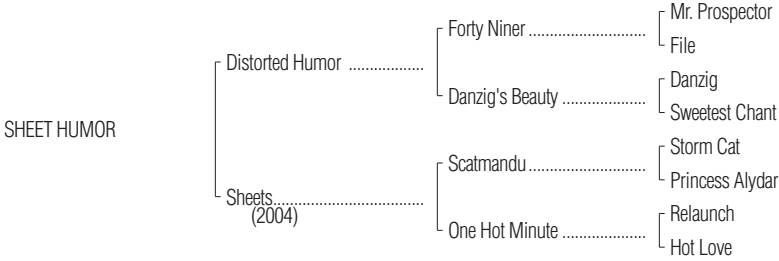 Mr. Prospector
Forty Niner ............................
File
Distorted Humor ..................
Danzig
Danzig's Beauty ....................
Sweetest Chant
SHEET HUMOR
Storm Cat
Scatmandu............................
Princess Alydar
Sheets....................................
(2004)
Relaunch
One Hot Minute ....................
Hot Love